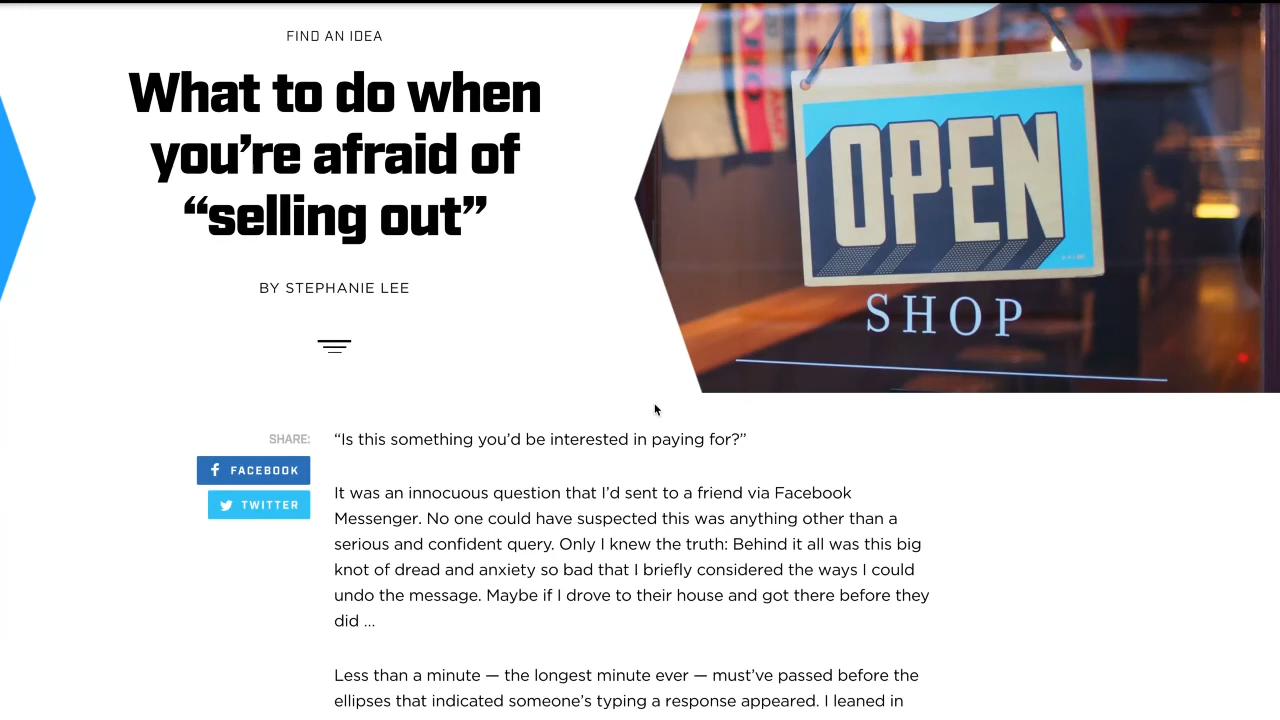 FIND AN IDEA
What to do when
you’re afraid of
“selling out”
BY STEPHANIE LEE
OPEN
SHOP
SHARE:
FACEBOOK
TWITTER
“Is this something you’d be interested in paying for?”
It was an innocuous question that I’d sent to a friend via Facebook
Messenger. No one could have suspected this was anything other than a
serious and confident query. Only I knew the truth: Behind it all was this big
knot of dread and anxiety so bad that I briefly considered the ways I could
undo the message. Maybe if I drove to their house and got there before they
did ...
Less than a minute — the longest minute ever — must’ve passed before the
ellipses that indicated someone’s typing a response appeared. I leaned in